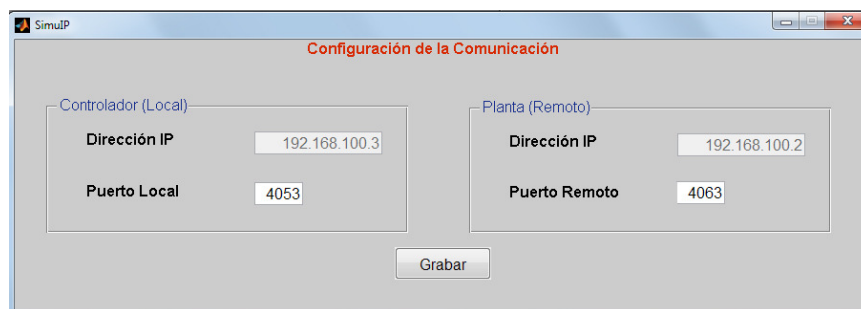 SimuIP
Configuración de la Comunicación
Controlador (Local)
Dirección IP
192.168.100.3
Puerto Local
4053
Planta (Remoto)
Dirección IP
192.168.100.2
Puerto Remoto
4063
Grabar